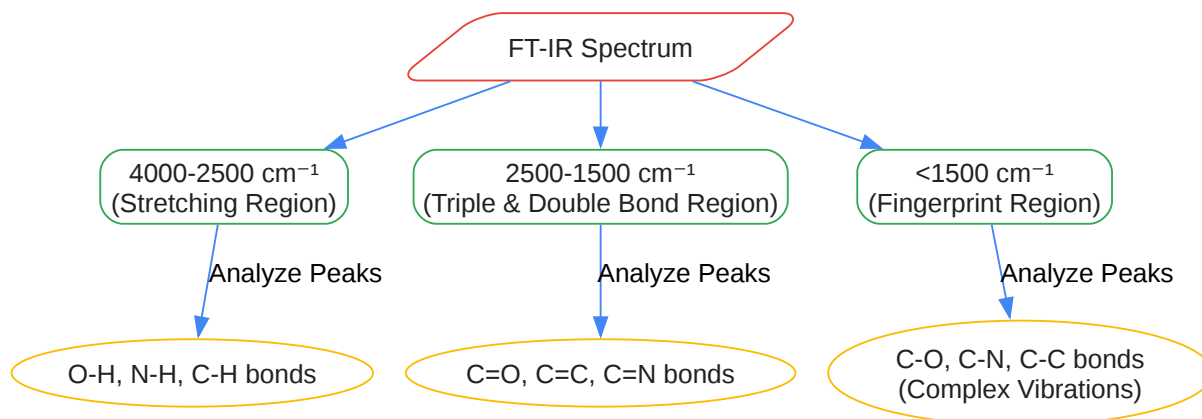 FT-IR Spectrum
4000-2500 cm⁻¹
(Stretching Region)
2500-1500 cm⁻¹
(Triple & Double Bond Region)
<1500 cm⁻¹
(Fingerprint Region)
Analyze Peaks
Analyze Peaks
Analyze Peaks
O-H, N-H, C-H bonds
C=O, C=C, C=N bonds
C-O, C-N, C-C bonds
(Complex Vibrations)